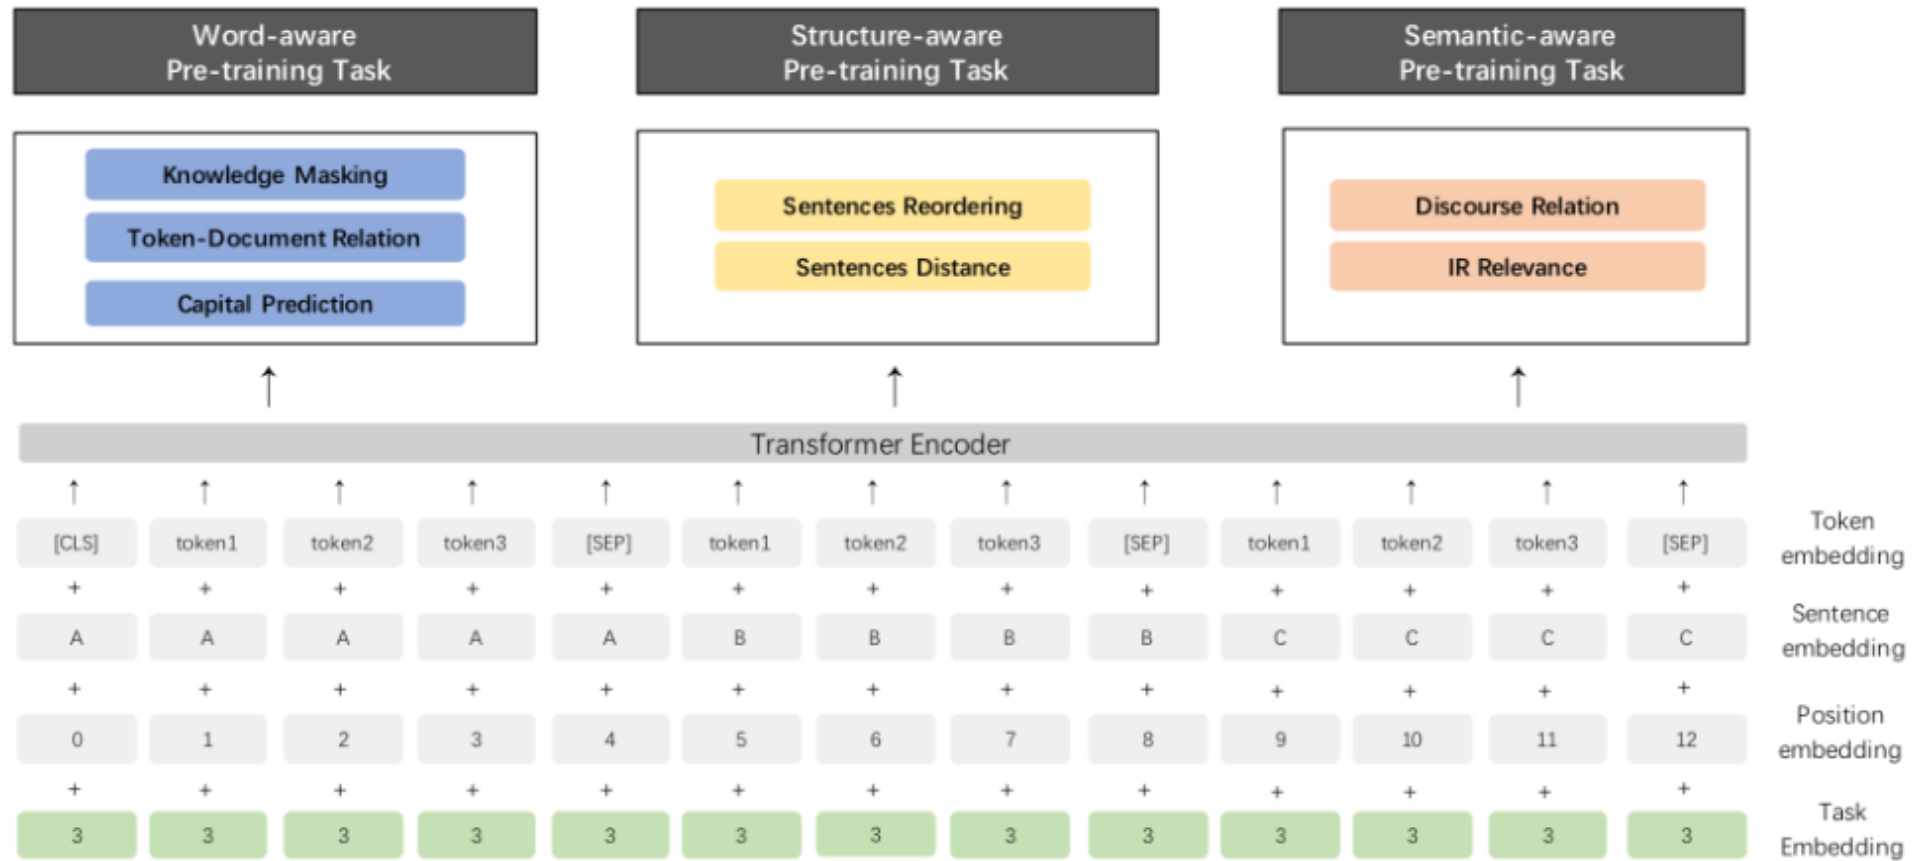 Word-aware
Pre-training Task
Structure-aware
Pre-training Task
Semantic-aware
Pre-training Task
Knowledge Masking
Token-Document Relation
Capital Prediction
Sentences Reordering
Sentences Distance
Discourse Relation
IR Relevance
Transformer Encoder
[CLS] token1 token2 token3 [SEP] token1 token2 token3 [SEP] token1 token2 token3 [SEP]
Token
embedding
+ + + + + + + + + + + + +
A A A A A B B B B C C C C
Sentence
embedding
+ + + + + + + + + + + + +
0 1 2 3 4 5 6 7 8 9 10 11 12
Position
embedding
+ + + + + + + + + + + + +
3 3 3 3 3 3 3 3 3 3 3 3 3
Task
Embedding